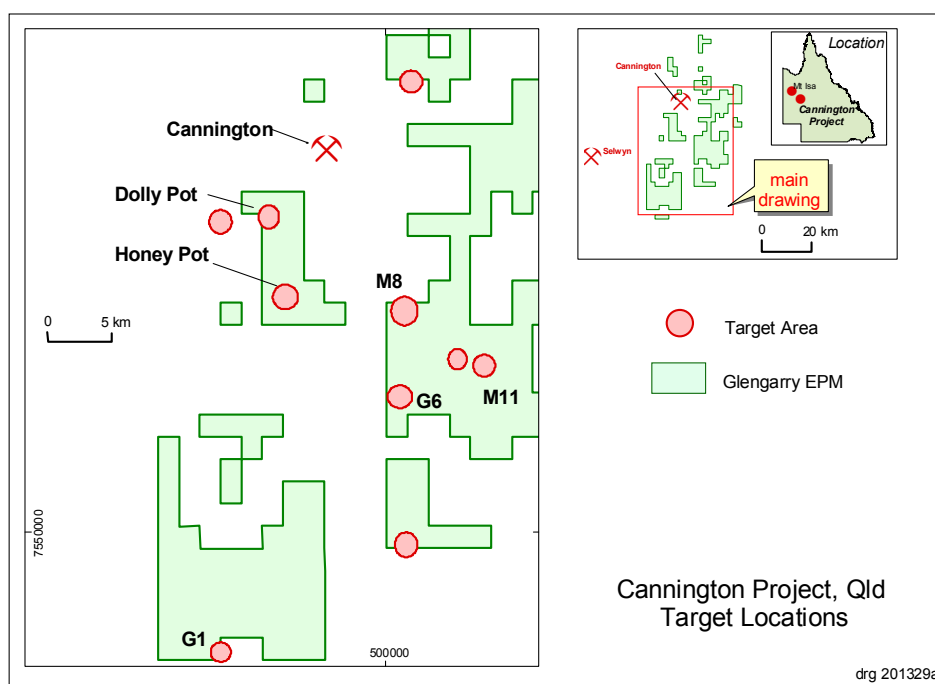 Cannington
Dolly Pot
Honey Pot
M8
0 5 km
G6
M11
7550000
G1
500000
Cannington
Selwyn
main
drawing
0 20 km
Location
Mt Isa
Cannington
Project
Target Area
Glengarry EPM
Cannington Project, Qld
Target Locations
drg 201329a